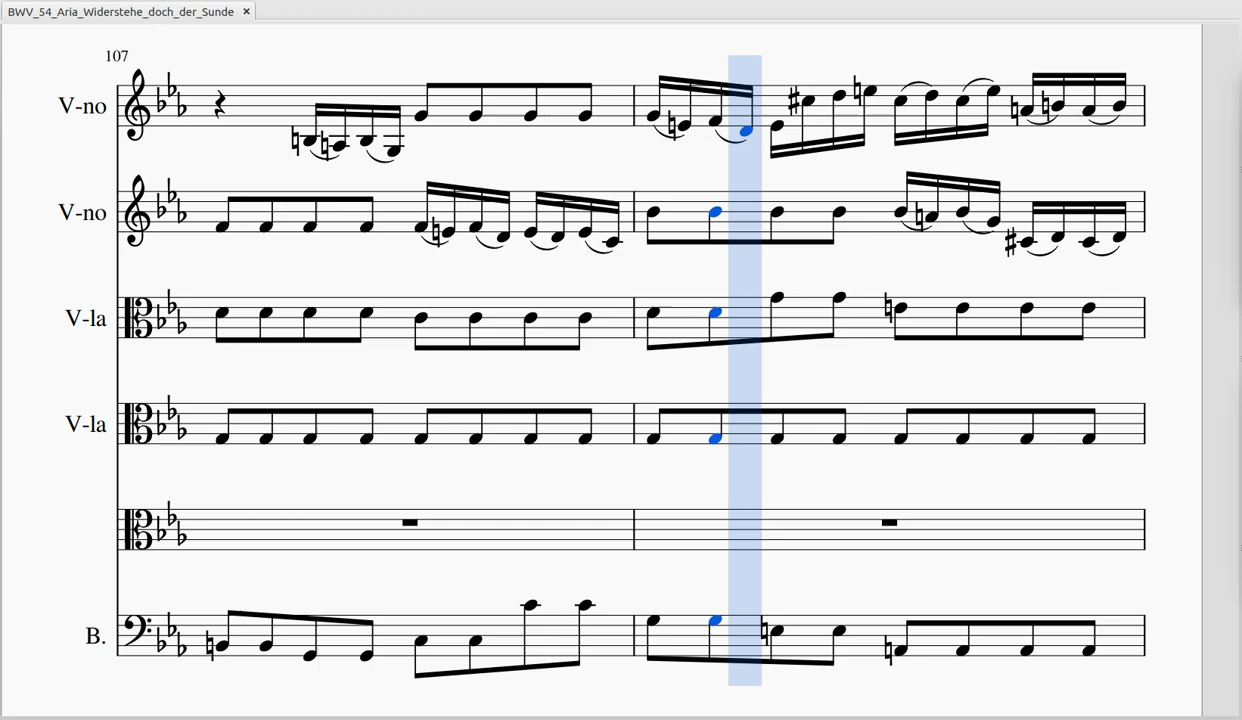 BWV_54_Aria_Widerstehe_doch_der_Sunde ×
107
V-no
V-no
V-la
V-la
B.